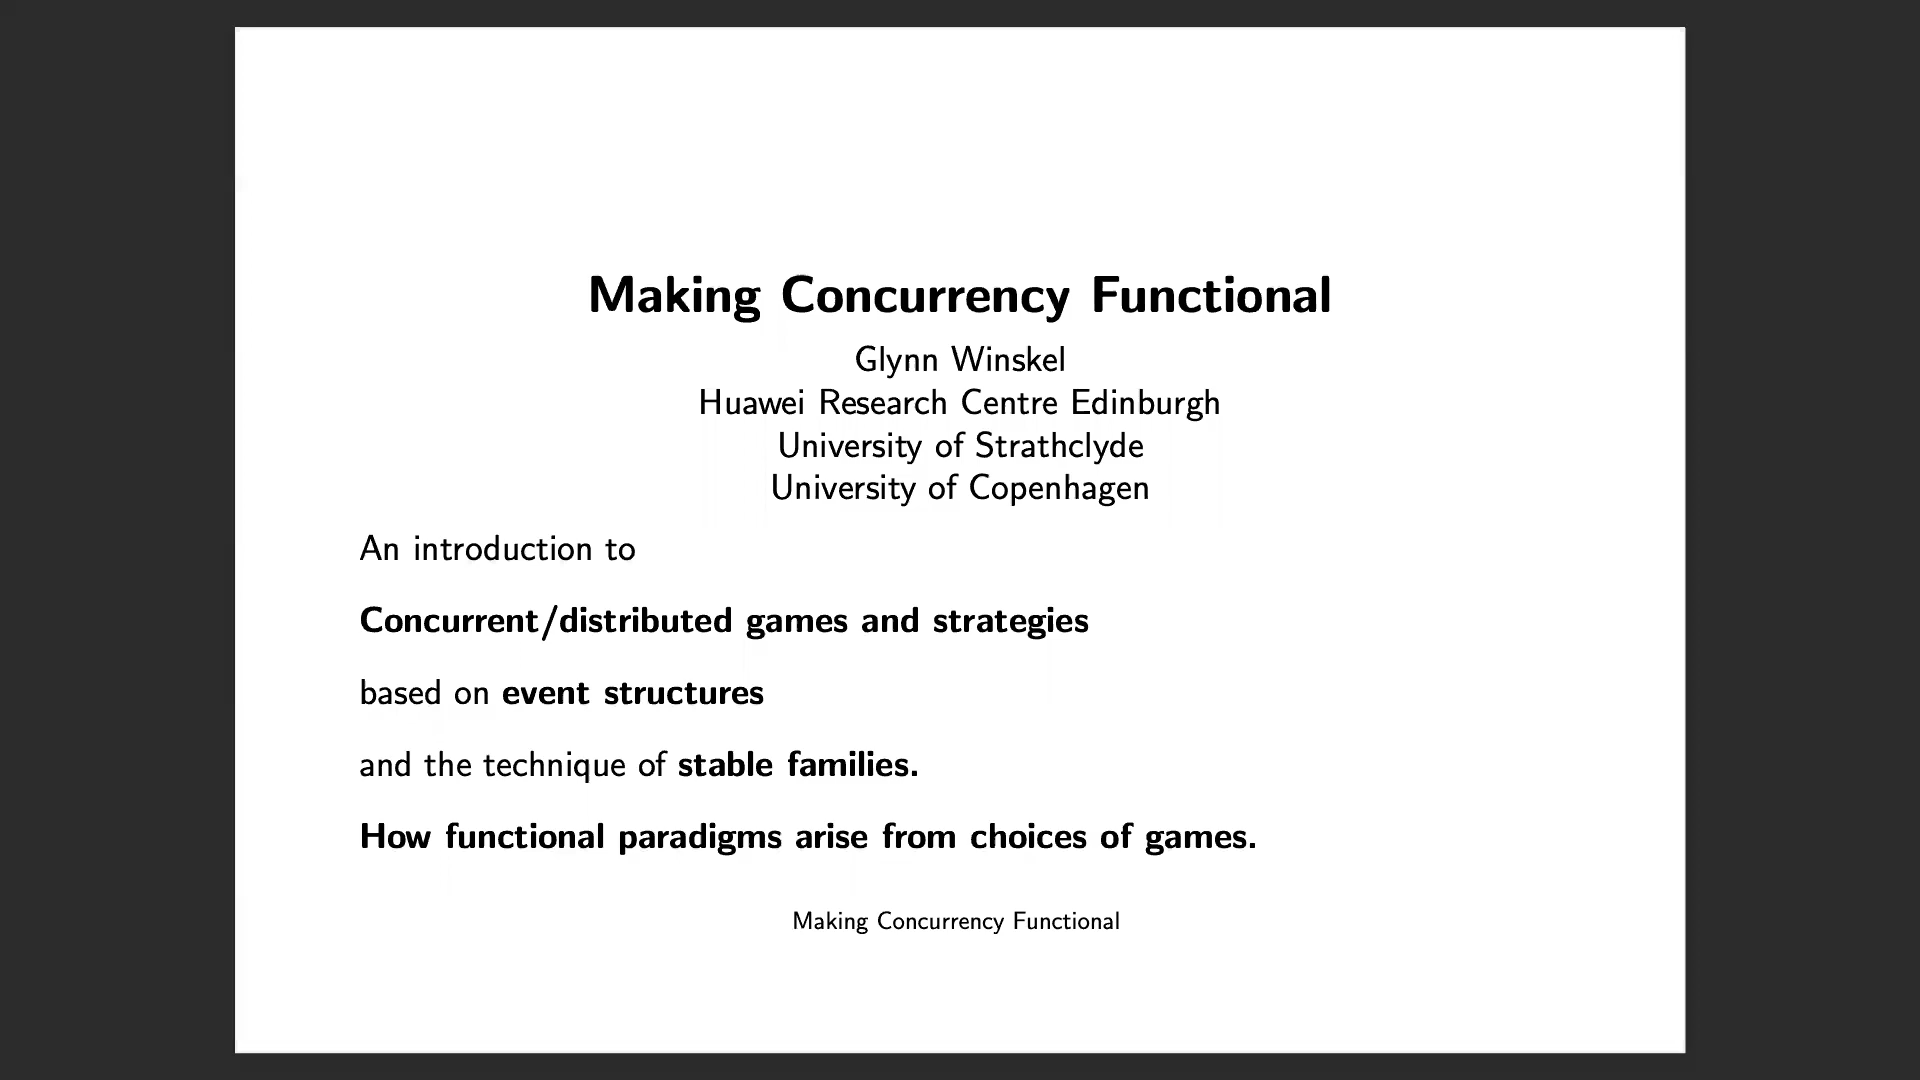 Making Concurrency Functional
Glynn Winskel
Huawei Research Centre Edinburgh
University of Strathclyde
University of Copenhagen
An introduction to
Concurrent/distributed games and strategies
based on event structures
and the technique of stable families.
How functional paradigms arise from choices of games.
Making Concurrency Functional